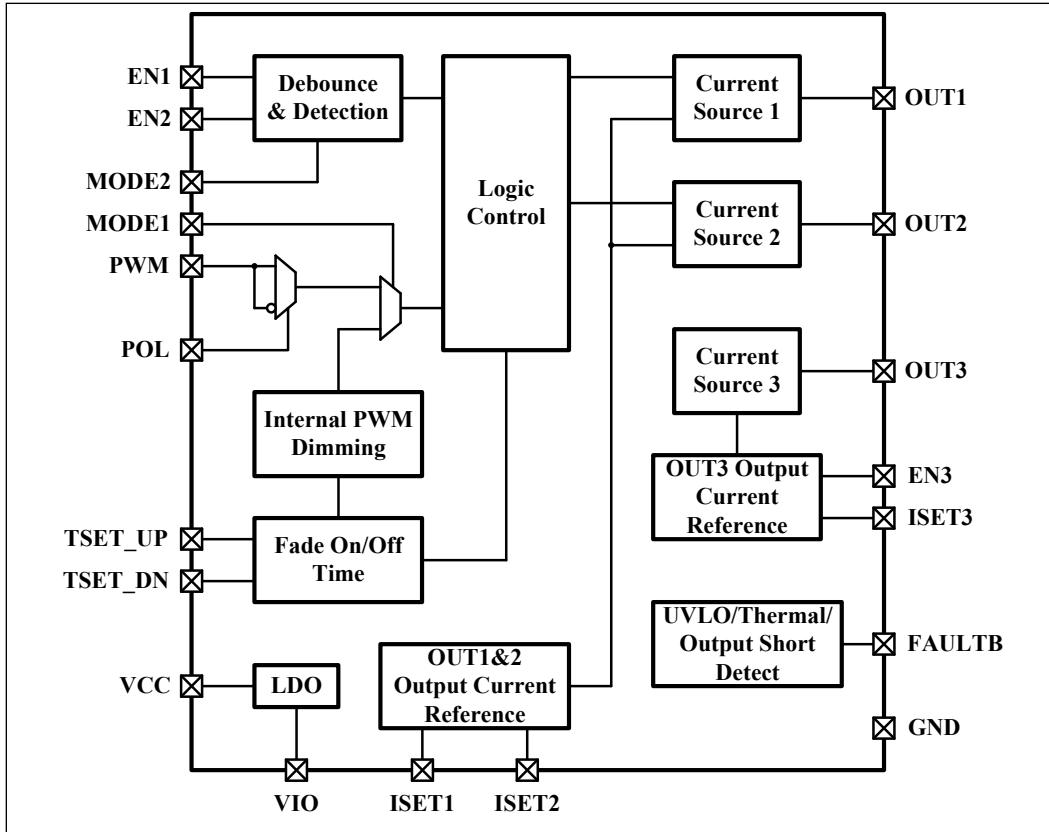 EN1
EN2
MODE2
MODE1
PWM
POL
TSET_UP
TSET_DN
VCC
Debounce
& Detection
Logic
Control
Current
Source 1
Current
Source 2
Current
Source 3
Internal PWM
Dimming
Fade On/Off
Time
LDO
OUT1&2
Output Current
Reference
OUT3 Output
Current
Reference
UVLO/Thermal/
Output Short
Detect
OUT1
OUT2
OUT3
EN3
ISET3
FAULTB
GND
VIO
ISET1
ISET2